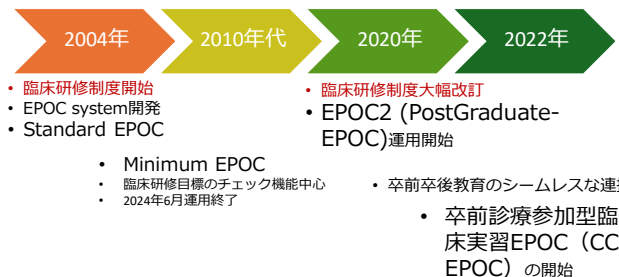 2004年
2010年代
2020年
2022年
• 臨床研修制度開始
• EPOC system開発
• Standard EPOC
• Minimum EPOC
• 臨床研修目標のチェック機能中心
• 2024年6月運用終了
• 臨床研修制度大幅改訂
• EPOC2 (PostGraduate-
EPOC)運用開始
• 卒前卒後教育のシームレスな連
• 卒前診療参加型臨
床実習EPOC（CC
EPOC）の開始